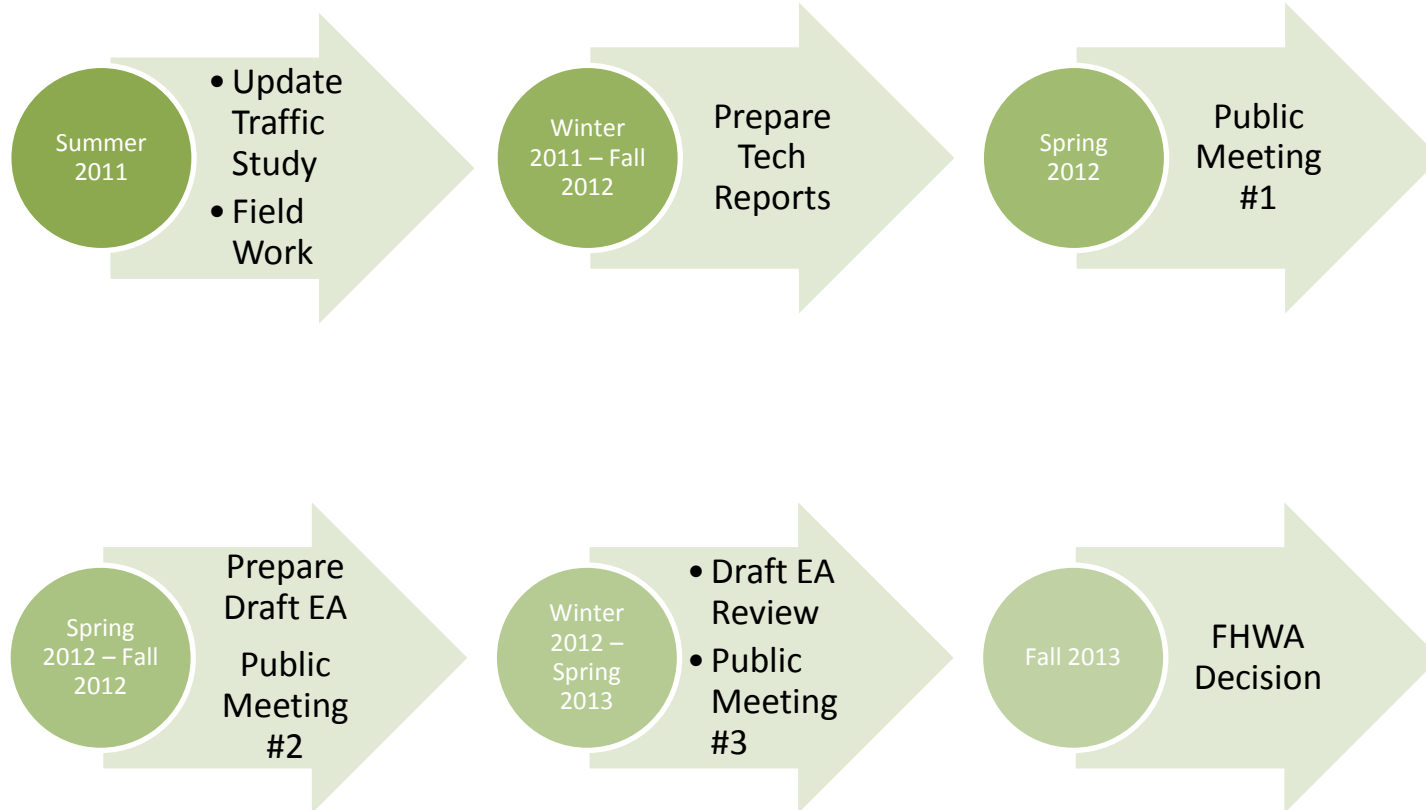 Summer
2011
• Update
Traffic
Study
• Field
Work
Winter
2011 – Fall
2012
Prepare
Tech
Reports
Spring
2012
Public
Meeting
#1
Spring
2012 – Fall
2012
Prepare
Draft EA
Public
Meeting
#2
Winter
2012 –
Spring
2013
• Draft EA
Review
• Public
Meeting
#3
Fall 2013
FHWA
Decision